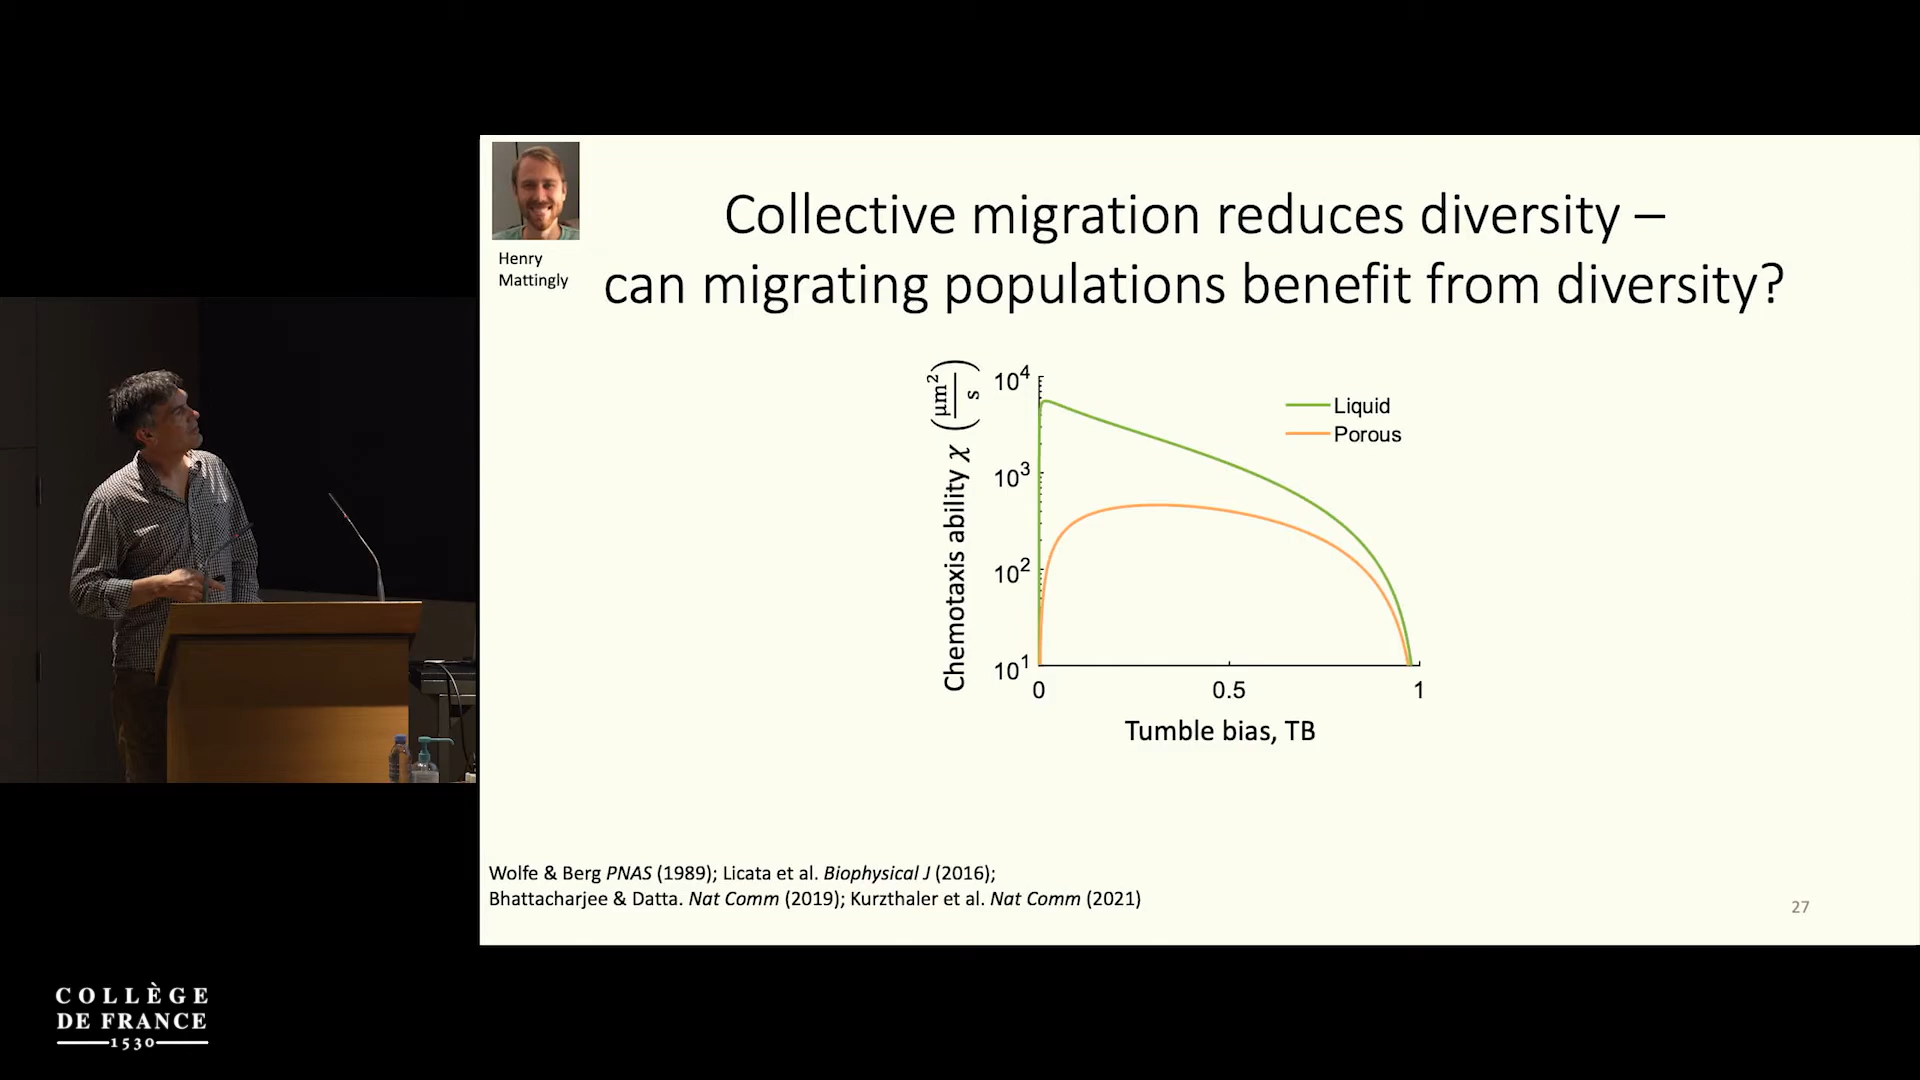 Henry
Mattingly
Collective migration reduces diversity –
can migrating populations benefit from diversity?
Chemotaxis ability χ (μm²/s)
10⁴
10³
10²
10¹
0
0.5
1
Tumble bias, TB
Liquid
Porous
Wolfe & Berg PNAS (1989); Licata et al. Biophysical J (2016);
Bhattacharjee & Datta. Nat Comm (2019); Kurzthaler et al. Nat Comm (2021)
27
COLLÈGE
DE FRANCE
1530